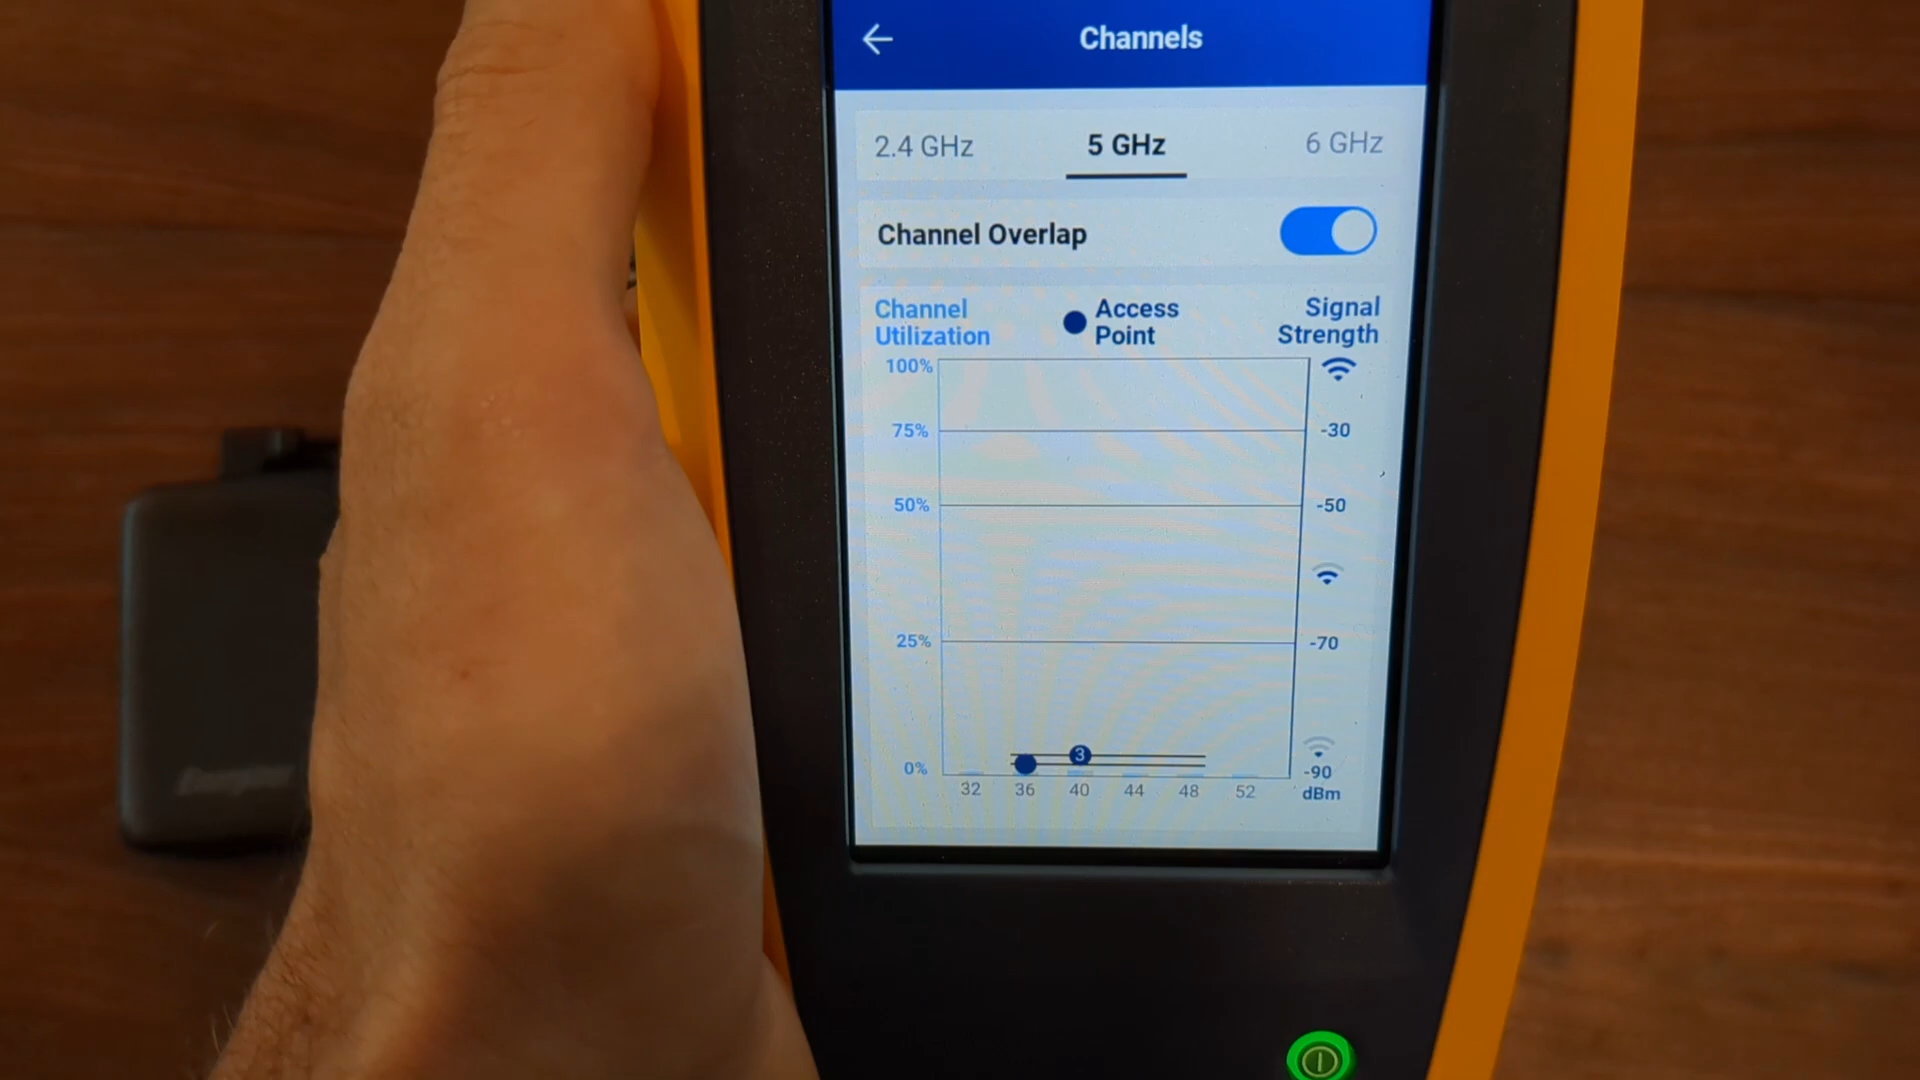 Channels
2.4 GHz 5 GHz 6 GHz
Channel Overlap
Channel Utilization Access Point Signal Strength
100%
75% -30
50% -50
25% -70
3
0% -90
32 36 40 44 48 52 dBm
Energizer